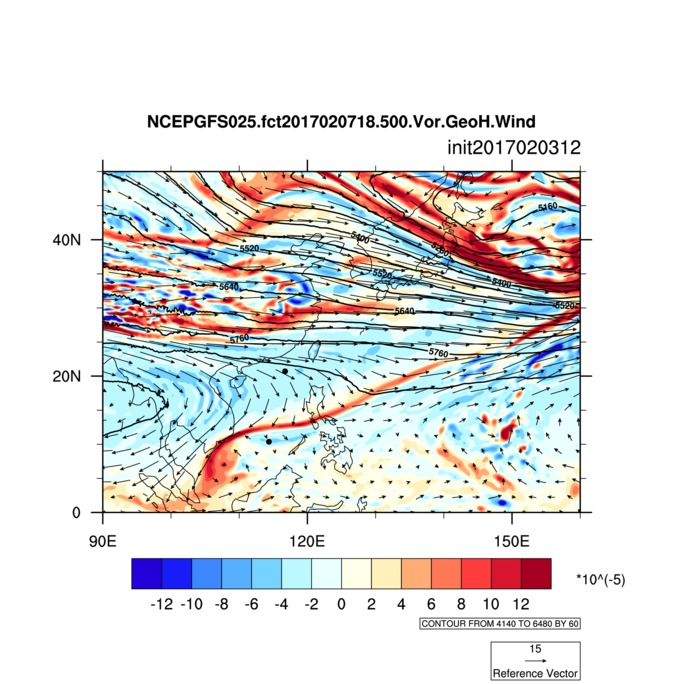 NCEPGFS025.fct2017020718.500.Vor.GeoH.Wind
init2017020312
5160
40N
5400
5520
5280
5520
5400
5640
5520
5640
5760
5760
20N
0
90E 120E 150E
-12 -10 -8 -6 -4 -2 0 2 4 6 8 10 12
*10^(-5)
CONTOUR FROM 4140 TO 6480 BY 60
15
Reference Vector